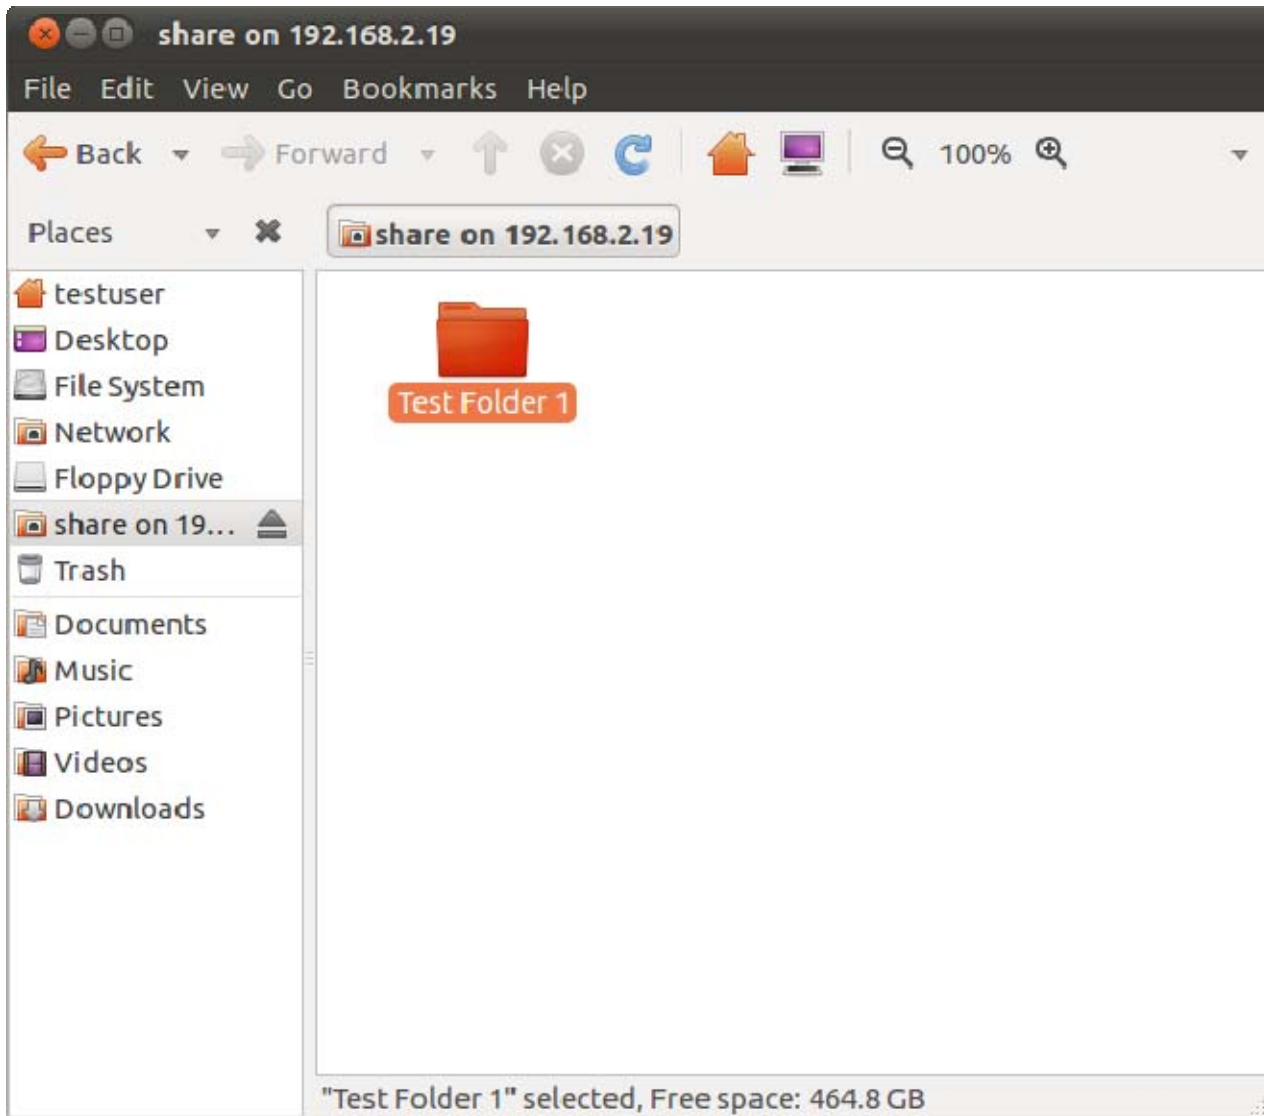 share on 192.168.2.19
File Edit View Go Bookmarks Help
Back Forward 100%
Places share on 192.168.2.19
testuser
Desktop
File System
Network
Floppy Drive
share on 19...
Trash
Documents
Music
Pictures
Videos
Downloads
Test Folder 1
"Test Folder 1" selected, Free space: 464.8 GB